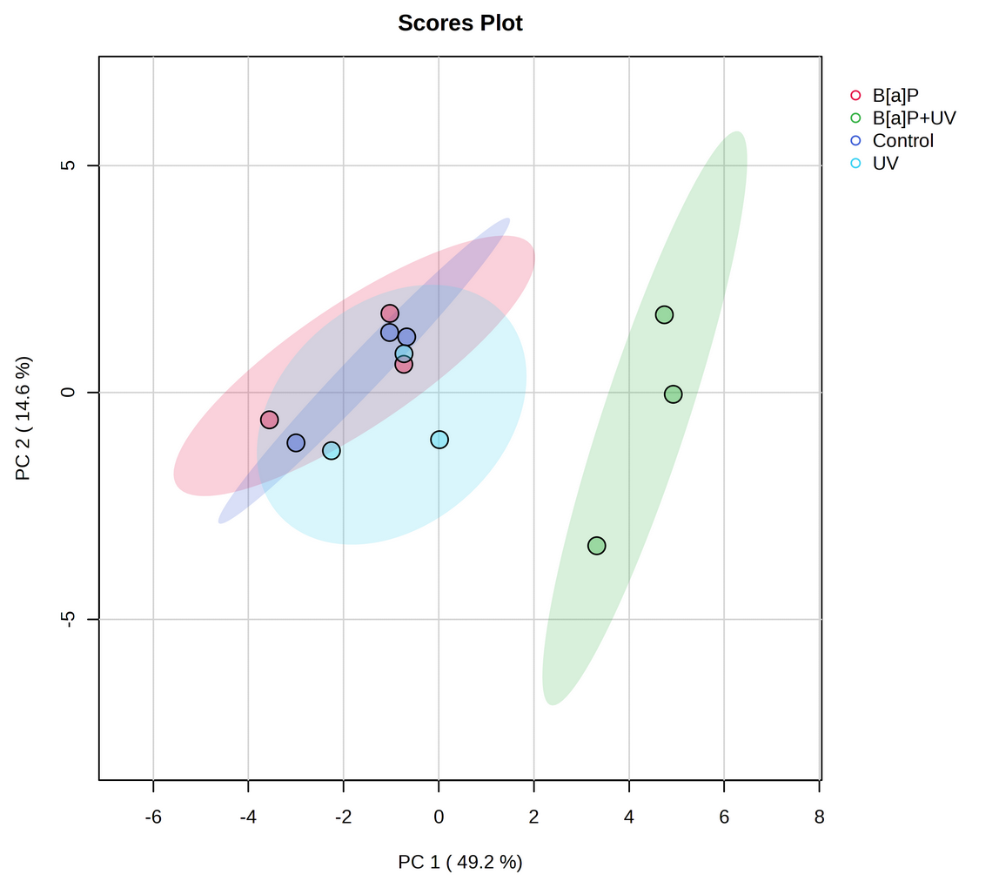 Scores Plot
B[a]P
B[a]P+UV
Control
UV
5
0
-5
PC 2 ( 14.6 %)
-6 -4 -2 0 2 4 6 8
PC 1 ( 49.2 %)